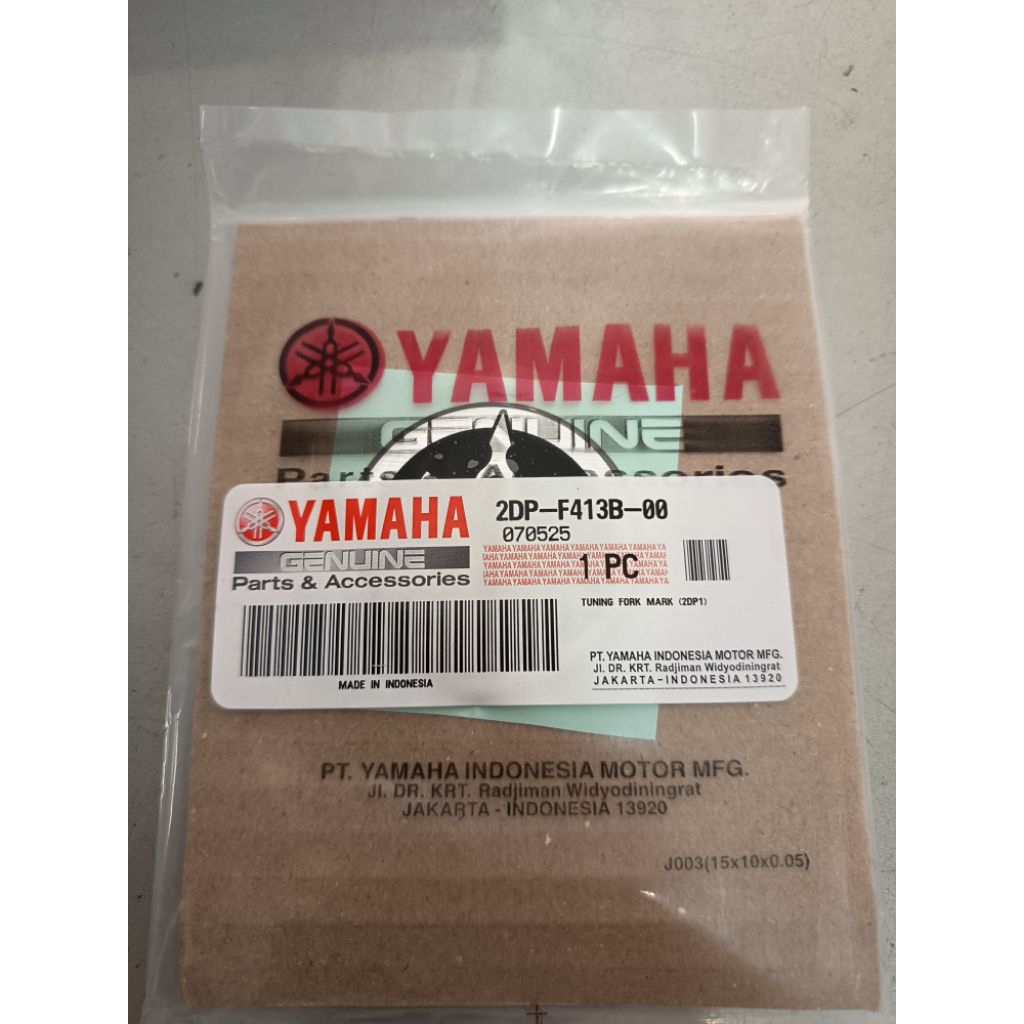 YAMAHA
GENUINE
Parts & Accessories
YAMAHA
GENUINE
Parts & Accessories
2DP-F413B-00
070525
1 PC
TUNING FORK MARK (2DP1)
MADE IN INDONESIA
PT. YAMAHA INDONESIA MOTOR MFG.
Jl. DR. KRT. Radjiman Widyodiningrat
JAKARTA - INDONESIA 13920
PT. YAMAHA INDONESIA MOTOR MFG.
Jl. DR. KRT. Radjiman Widyodiningrat
JAKARTA - INDONESIA 13920
J003(15x10x0.05)